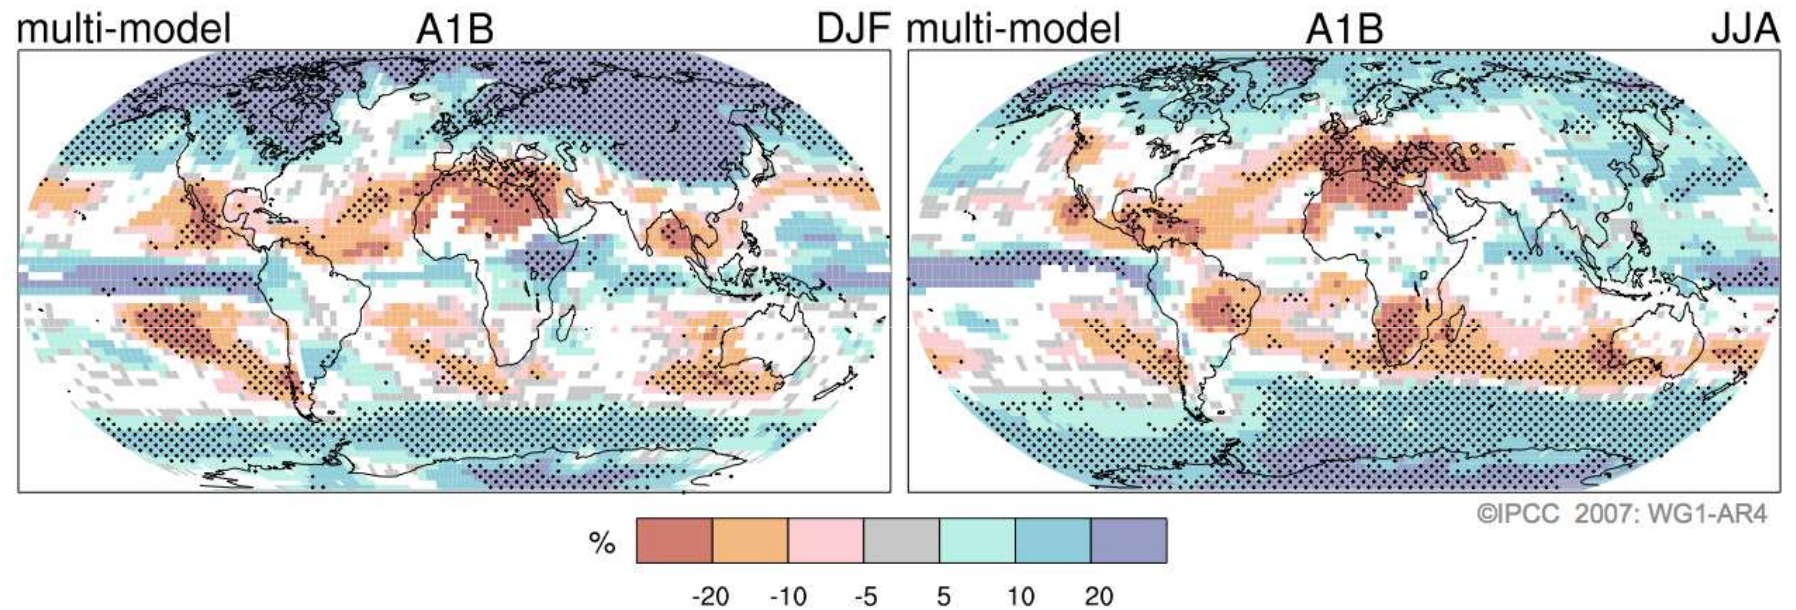 multi-model A1B DJF
multi-model A1B JJA
©IPCC 2007: WG1-AR4
%
-20 -10 -5 5 10 20